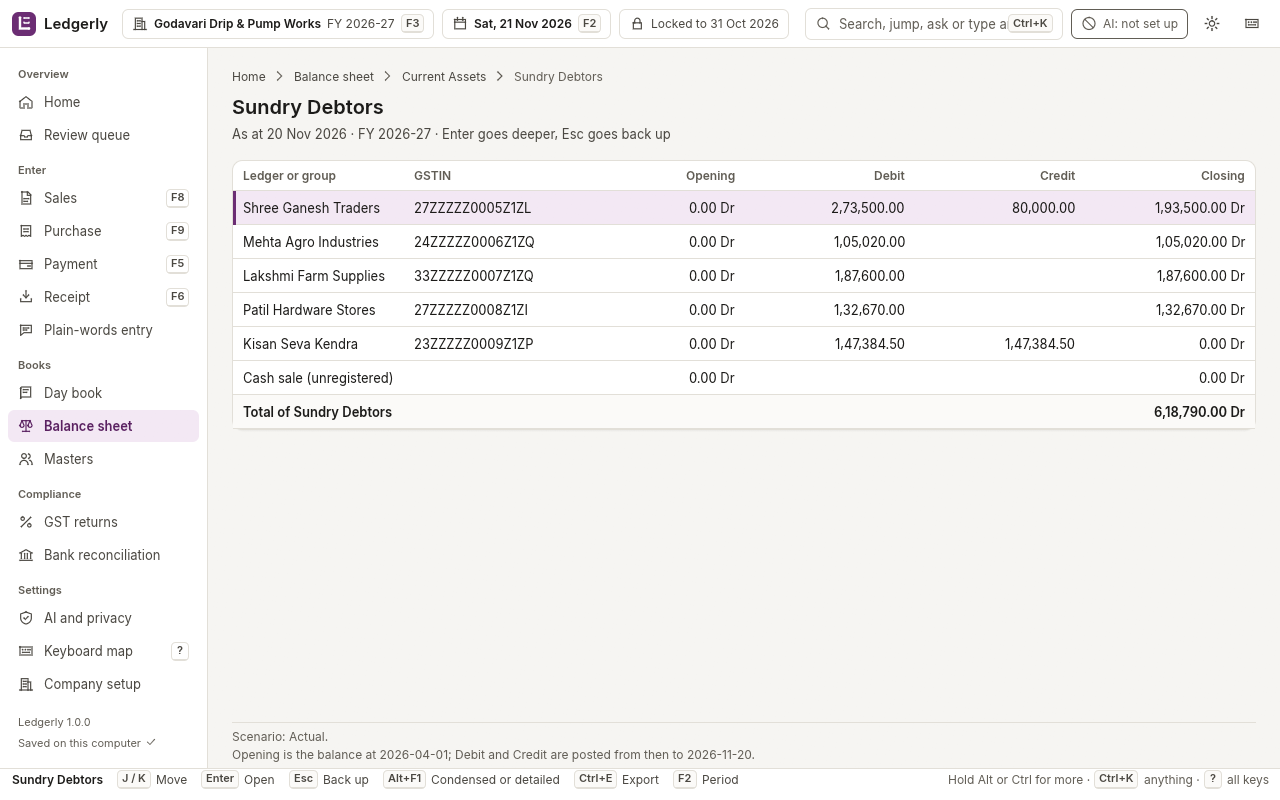 Ledgerly
Godavari Drip & Pump Works FY 2026-27 F3
Sat, 21 Nov 2026 F2
Locked to 31 Oct 2026
Search, jump, ask or type a Ctrl+K
AI: not set up
Overview
Home
Review queue
Enter
Sales F8
Purchase F9
Payment F5
Receipt F6
Plain-words entry
Books
Day book
Balance sheet
Masters
Compliance
GST returns
Bank reconciliation
Settings
AI and privacy
Keyboard map ?
Company setup
Ledgerly 1.0.0
Saved on this computer
Home > Balance sheet > Current Assets > Sundry Debtors
Sundry Debtors
As at 20 Nov 2026 · FY 2026-27 · Enter goes deeper, Esc goes back up
Ledger or group GSTIN Opening Debit Credit Closing
Shree Ganesh Traders 27ZZZZZ0005Z1ZL 0.00 Dr 2,73,500.00 80,000.00 1,93,500.00 Dr
Mehta Agro Industries 24ZZZZZ0006Z1ZQ 0.00 Dr 1,05,020.00 1,05,020.00 Dr
Lakshmi Farm Supplies 33ZZZZZ0007Z1ZQ 0.00 Dr 1,87,600.00 1,87,600.00 Dr
Patil Hardware Stores 27ZZZZZ0008Z1ZI 0.00 Dr 1,32,670.00 1,32,670.00 Dr
Kisan Seva Kendra 23ZZZZZ0009Z1ZP 0.00 Dr 1,47,384.50 1,47,384.50 0.00 Dr
Cash sale (unregistered) 0.00 Dr 0.00 Dr
Total of Sundry Debtors 6,18,790.00 Dr
Scenario: Actual.
Opening is the balance at 2026-04-01; Debit and Credit are posted from then to 2026-11-20.
Sundry Debtors J / K Move Enter Open Esc Back up Alt+F1 Condensed or detailed Ctrl+E Export F2 Period Hold Alt or Ctrl for more · Ctrl+K anything · ? all keys